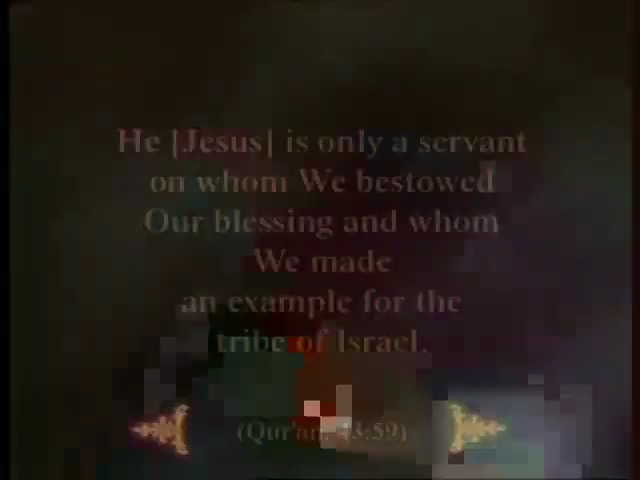 He [Jesus] is only a servant
on whom We bestowed
Our blessing and whom
We made
an example for the
tribe of Israel.
(Qur'an, 43:59)